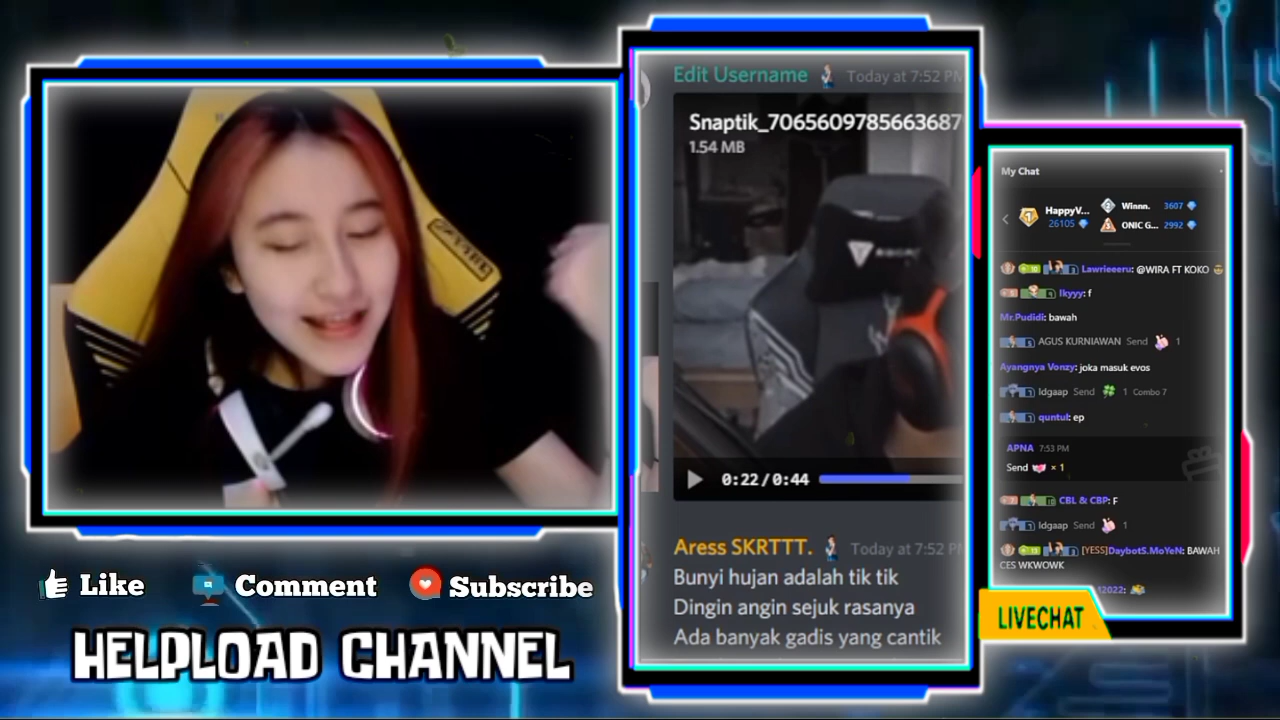 Edit Username Today at 7:52 PM
Snaptik_7065609785663687
1.54 MB
0:22/0:44
Aress SKRTTT. Today at 7:52 PM
Bunyi hujan adalah tik tik
Dingin angin sejuk rasanya
Ada banyak gadis yang cantik
My Chat
1 HappyV... 26105
2 Winnn. 3607
3 ONIC G... 2992
Lawrieeeru: @WIRA FT KOKO
Ikyyy: f
Mr.Pudidi: bawah
AGUS KURNIAWAN Send 1
Ayangnya Vonzy: joka masuk evos
Idgaap Send 1 Combo 7
quntul: ep
APNA 7:53 PM
Send × 1
CBL & CBP: F
Idgaap Send 1
[YESS]DaybotS.MoYeN: BAWAH
CES WKWOWK
LIVECHAT
Like Comment Subscribe
HELPLOAD CHANNEL